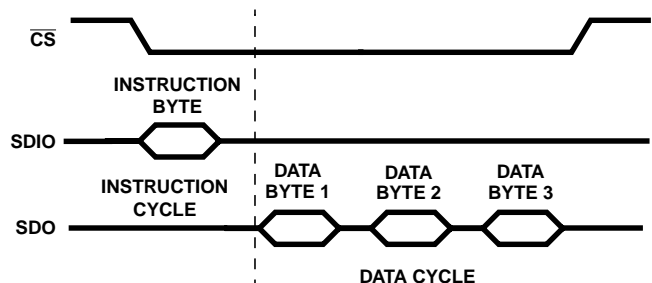 CS
INSTRUCTION
BYTE
SDIO
INSTRUCTION
CYCLE
DATA
BYTE 1
DATA
BYTE 2
DATA
BYTE 3
SDO
DATA CYCLE